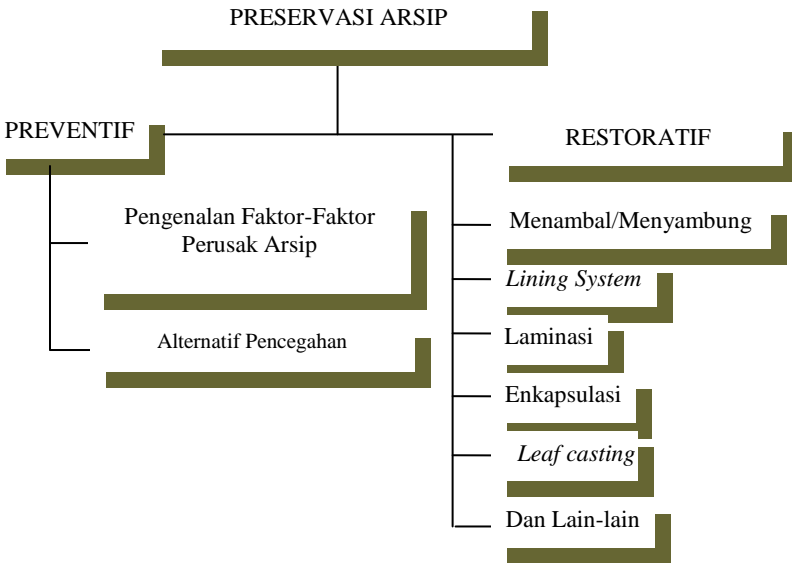 PRESERVASI ARSIP
PREVENTIF
Pengenalan Faktor-Faktor
Perusak Arsip
Alternatif Pencegahan
RESTORATIF
Menambal/Menyambung
Lining System
Laminasi
Enkapsulasi
Leaf casting
Dan Lain-lain